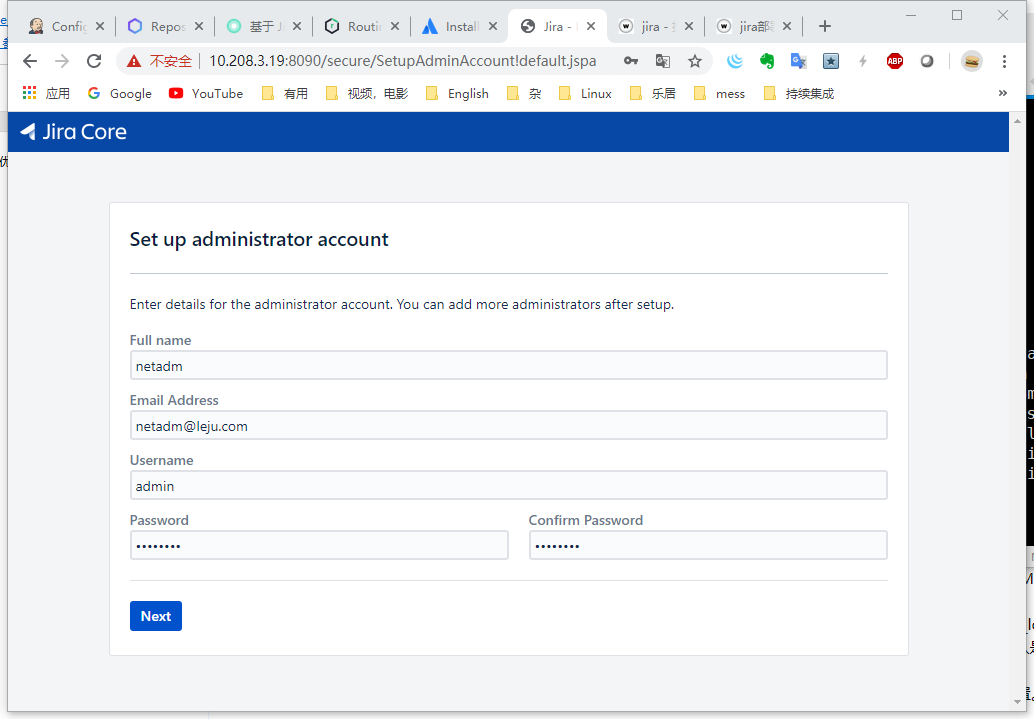 Config
Repos
基于 J
Routi
Install
Jira -
jira -
jira部
不安全 10.208.3.19:8090/secure/SetupAdminAccount!default.jspa
ABP
应用 Google YouTube 有用 视频，电影 English 杂 Linux 乐居 mess 持续集成 »
Jira Core
Set up administrator account
Enter details for the administrator account. You can add more administrators after setup.
Full name
netadm
Email Address
netadm@leju.com
Username
admin
Password Confirm Password
•••••••• ••••••••
Next